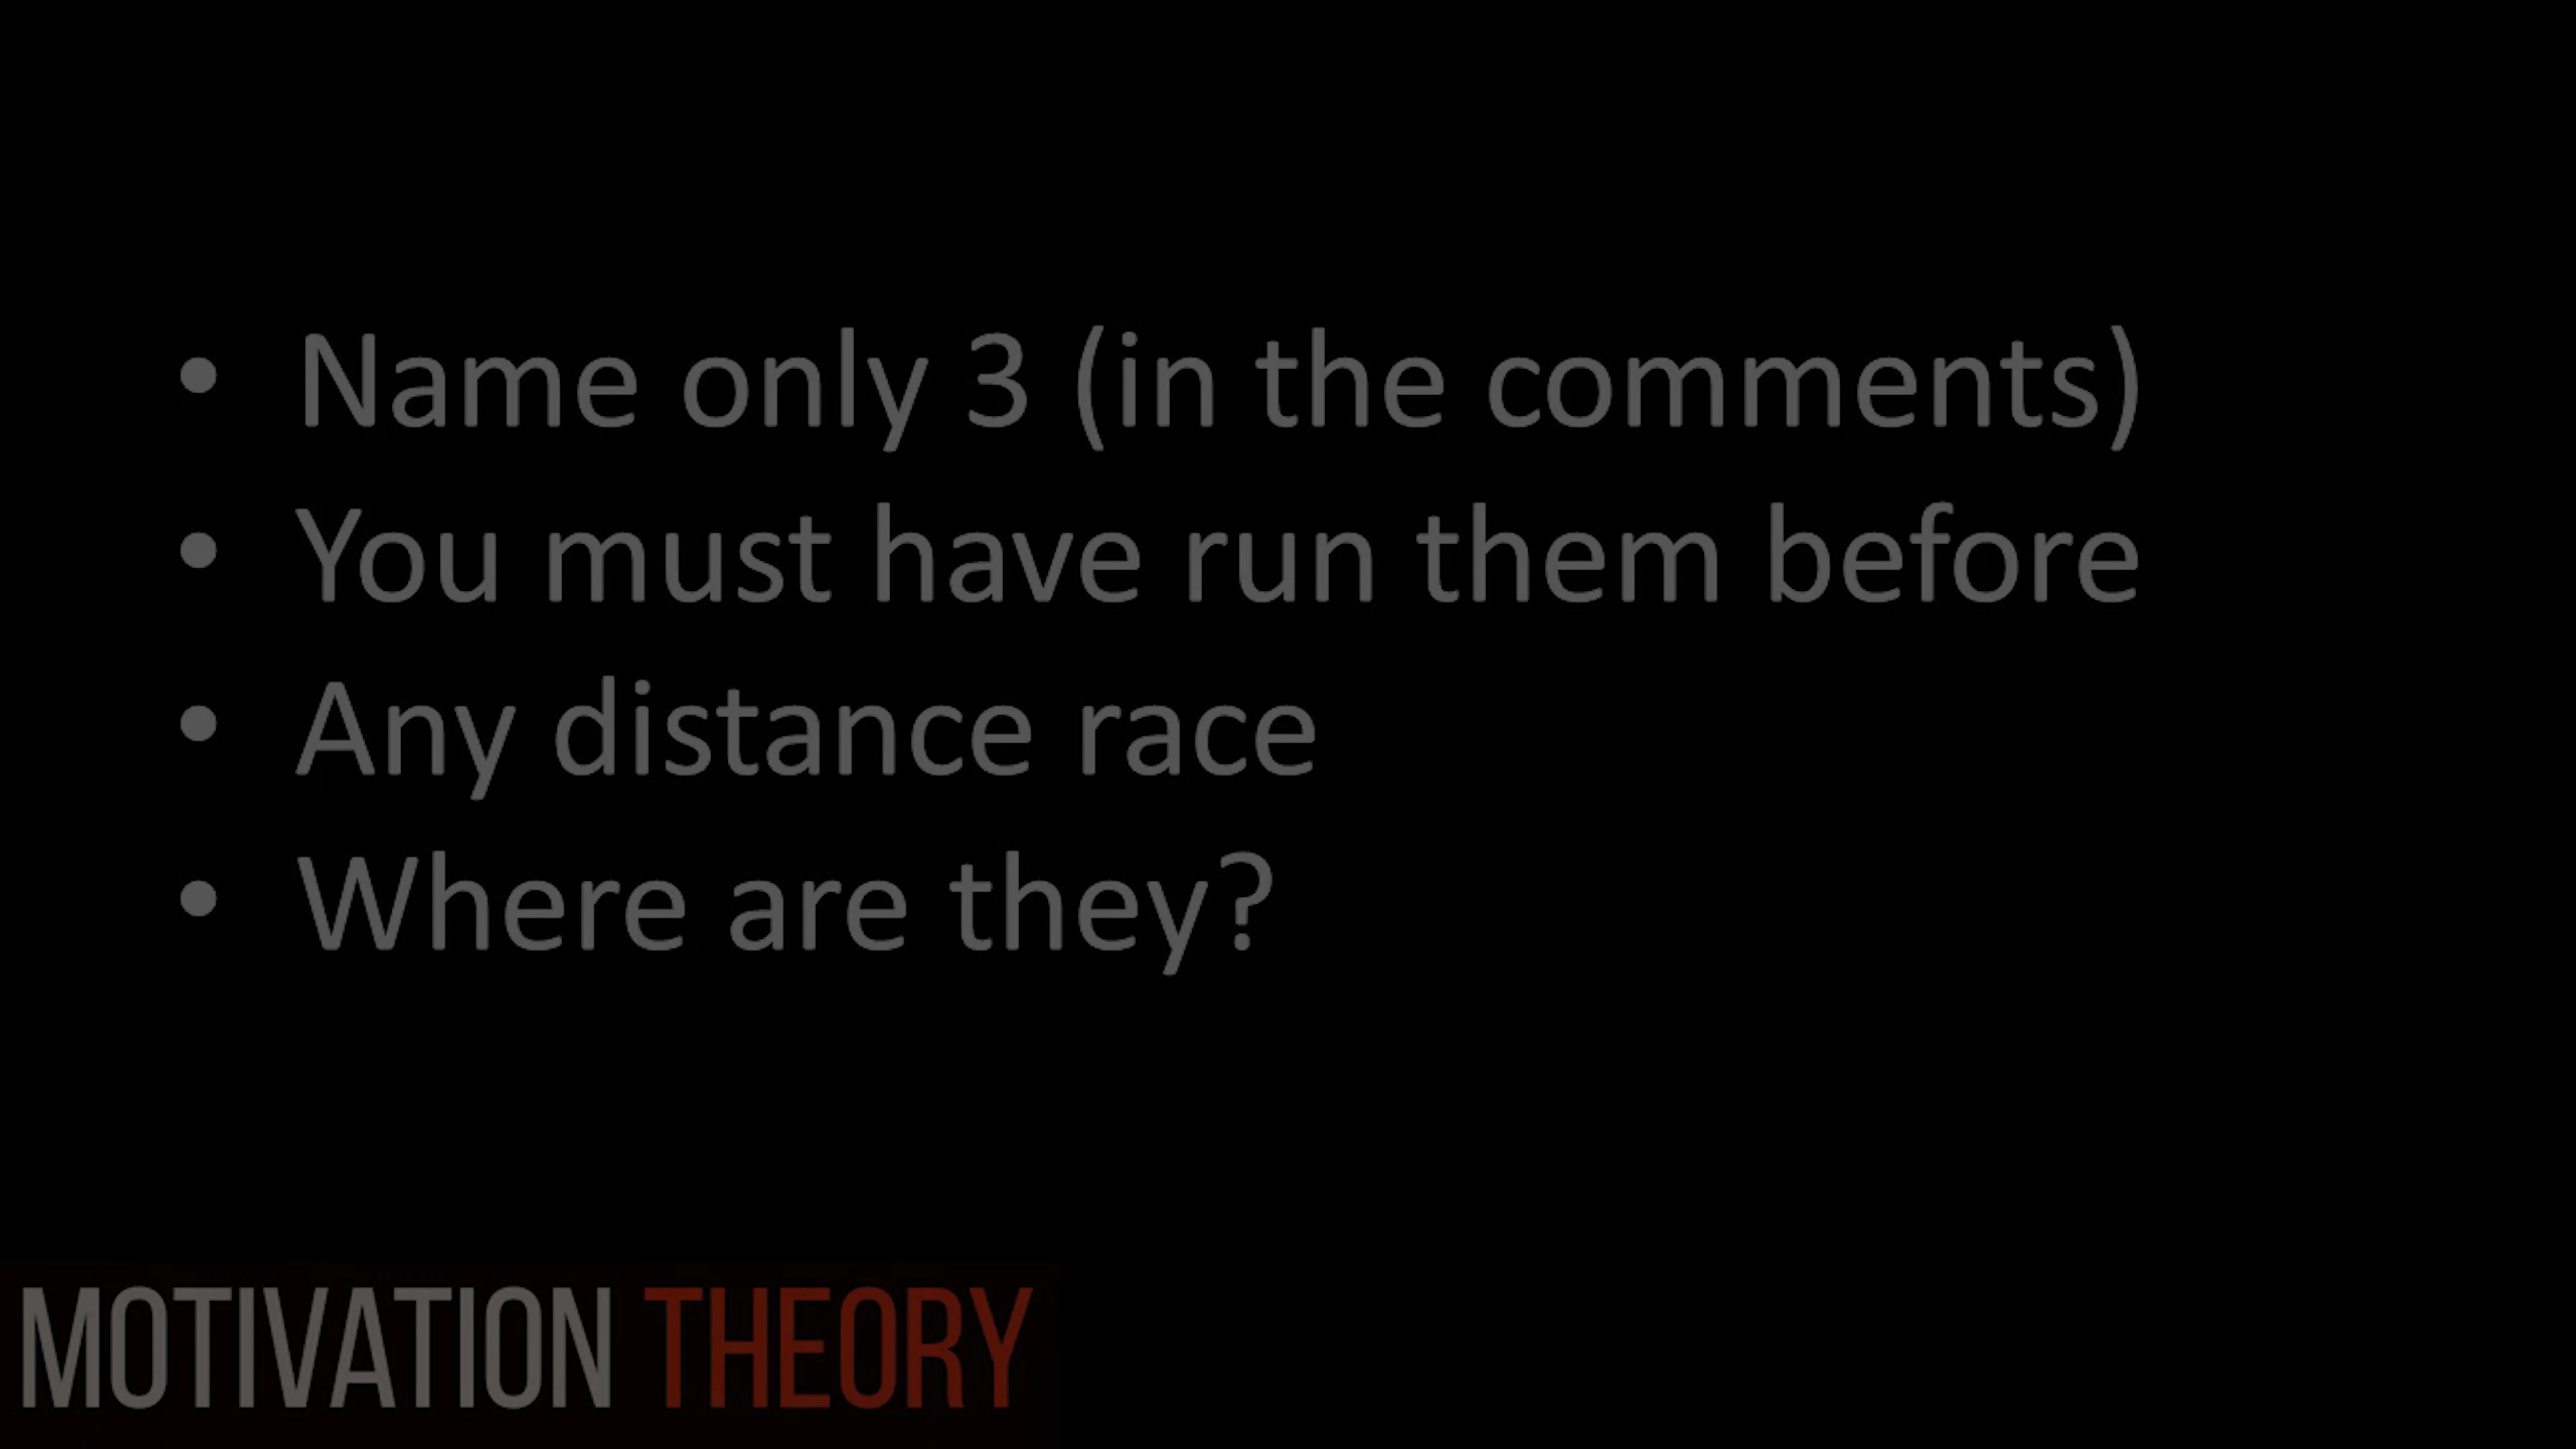 • Name only 3 (in the comments)
• You must have run them before
• Any distance race
• Where are they?
MOTIVATION THEORY